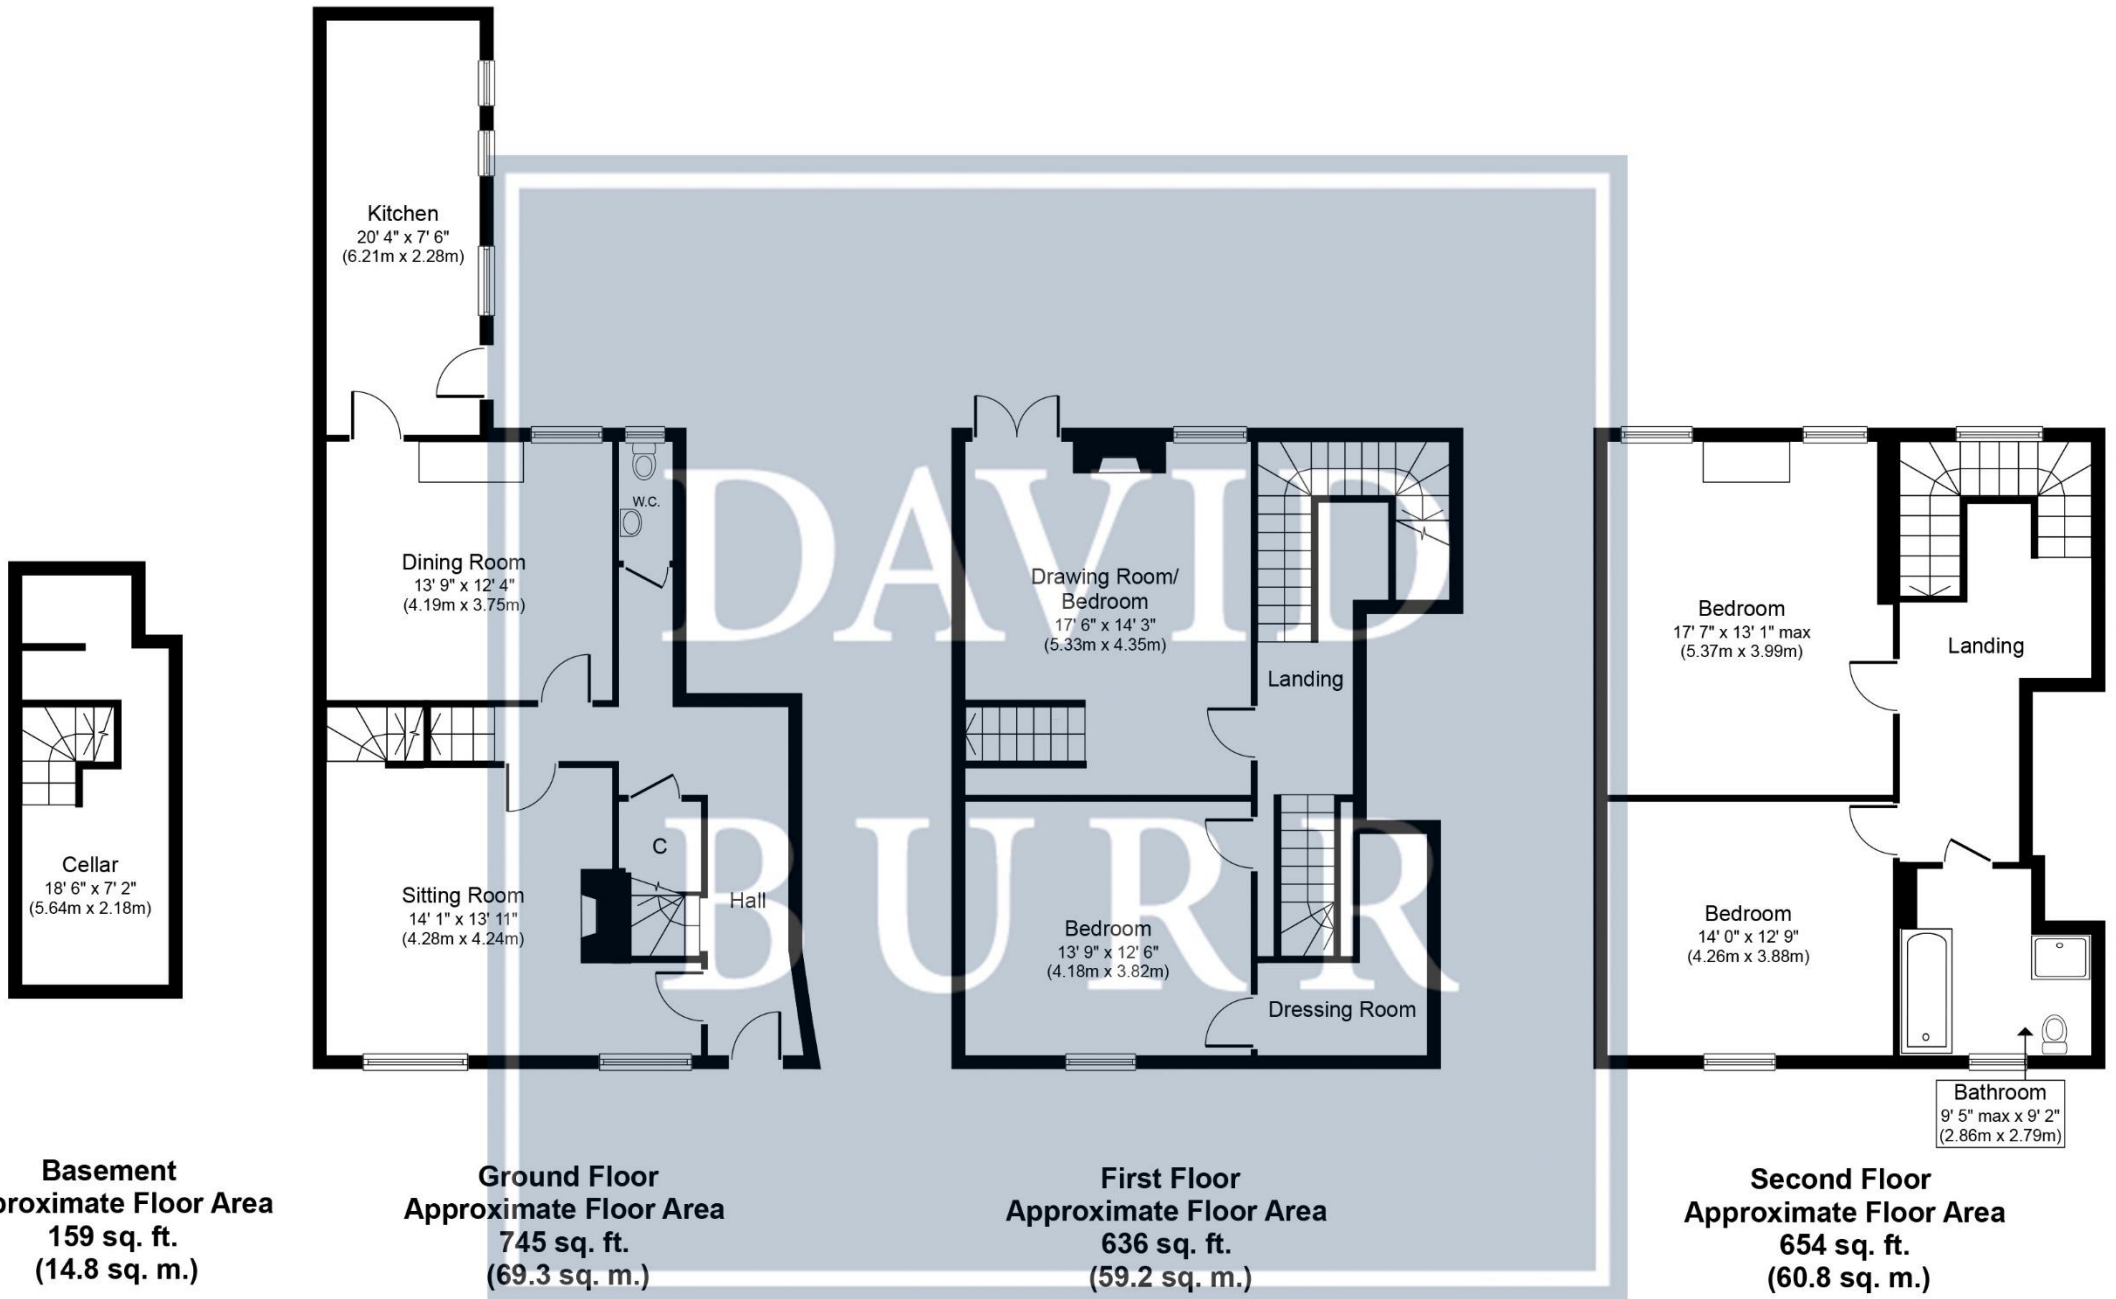 Kitchen
20' 4" x 7' 6"
(6.21m x 2.28m)
W.C.
Dining Room
13' 9" x 12' 4"
(4.19m x 3.75m)
C
Sitting Room
14' 1" x 13' 11"
(4.28m x 4.24m)
Hall
Cellar
18' 6" x 7' 2"
(5.64m x 2.18m)
DAVID
BURR
Drawing Room/
Bedroom
17' 6" x 14' 3"
(5.33m x 4.35m)
Landing
Bedroom
13' 9" x 12' 6"
(4.18m x 3.82m)
Dressing Room
Bedroom
17' 7" x 13' 1" max
(5.37m x 3.99m)
Landing
Bedroom
14' 0" x 12' 9"
(4.26m x 3.88m)
Bathroom
9' 5" max x 9' 2"
(2.86m x 2.79m)
Basement
proximate Floor Area
159 sq. ft.
(14.8 sq. m.)
Ground Floor
Approximate Floor Area
745 sq. ft.
(69.3 sq. m.)
First Floor
Approximate Floor Area
636 sq. ft.
(59.2 sq. m.)
Second Floor
Approximate Floor Area
654 sq. ft.
(60.8 sq. m.)